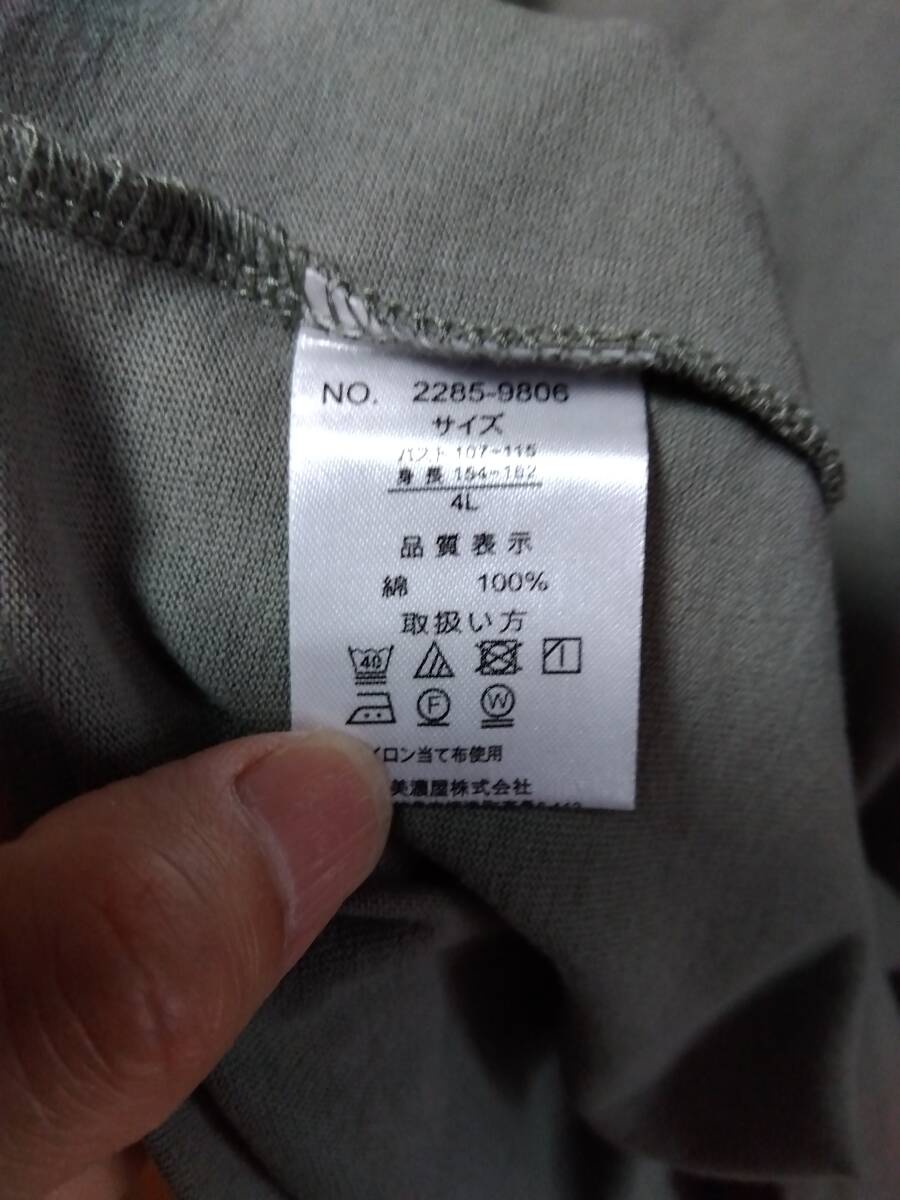 NO. 2285-9806
サイズ
バスト 107-115
身長 154-162
4L
品質表示
綿 100%
取扱い方
40
F W
イロン当て布使用
美濃屋株式会社